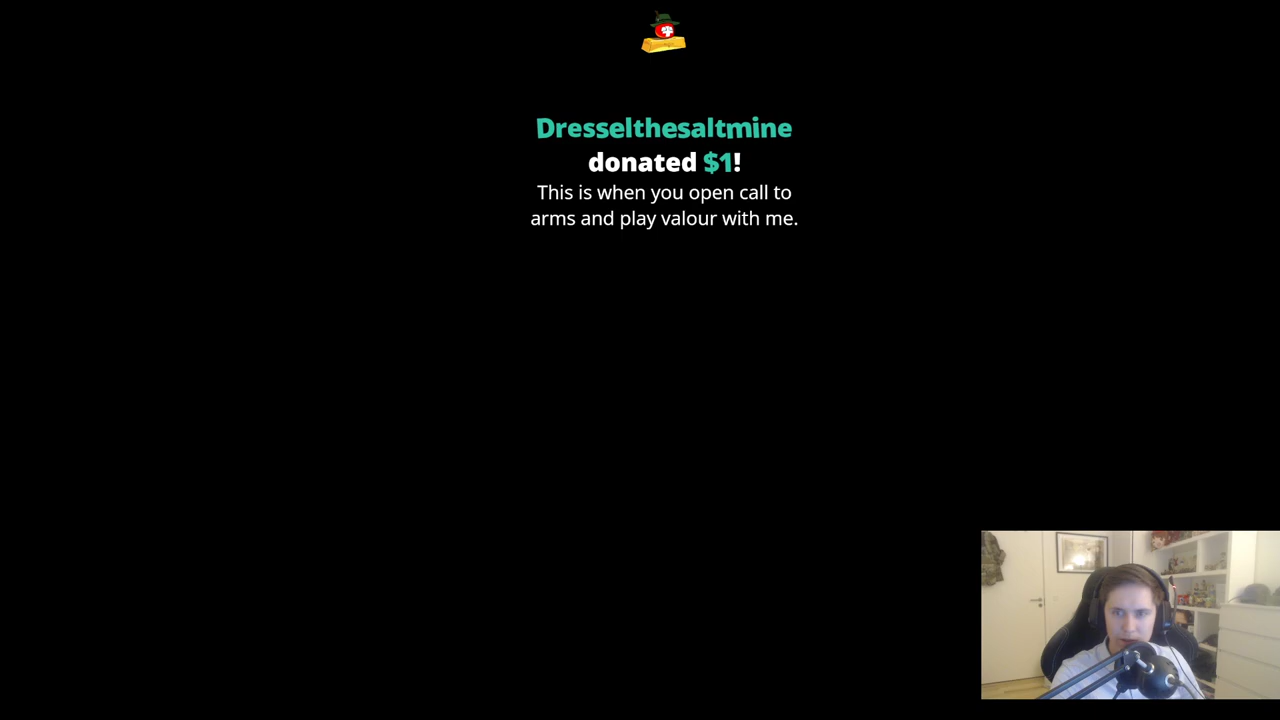 Dresselthesaltmine
donated $1!
This is when you open call to
arms and play valour with me.